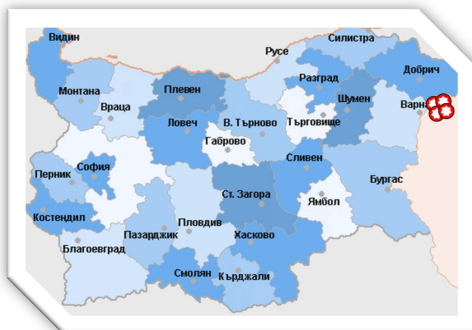 Видин
Силистра
Русе
Добрич
Разград
Монтана
Плевен
Шумен
Враца
Варна
Ловеч
В. Търново
Търговище
Габрово
Сливен
София
Перник
Бургас
Ст. Загора
Ямбол
Костендил
Пловдив
Пазарджик
Хасково
Благоевград
Смолян
Кърджали